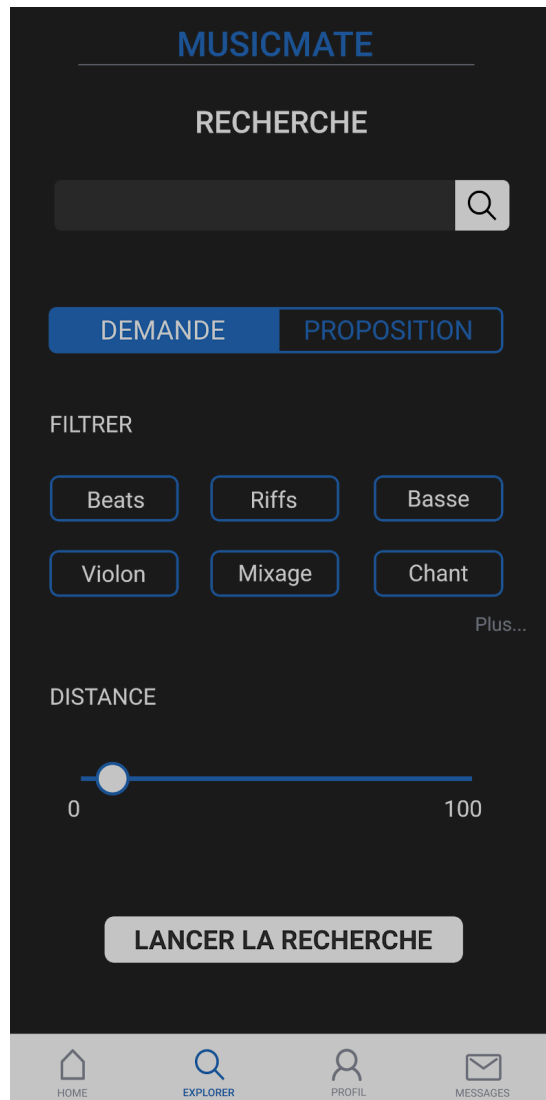 MUSICMATE
RECHERCHE
DEMANDE PROPOSITION
FILTRER
Beats Riffs Basse
Violon Mixage Chant
Plus...
DISTANCE
0 100
LANCER LA RECHERCHE
HOME EXPLORER PROFIL MESSAGES